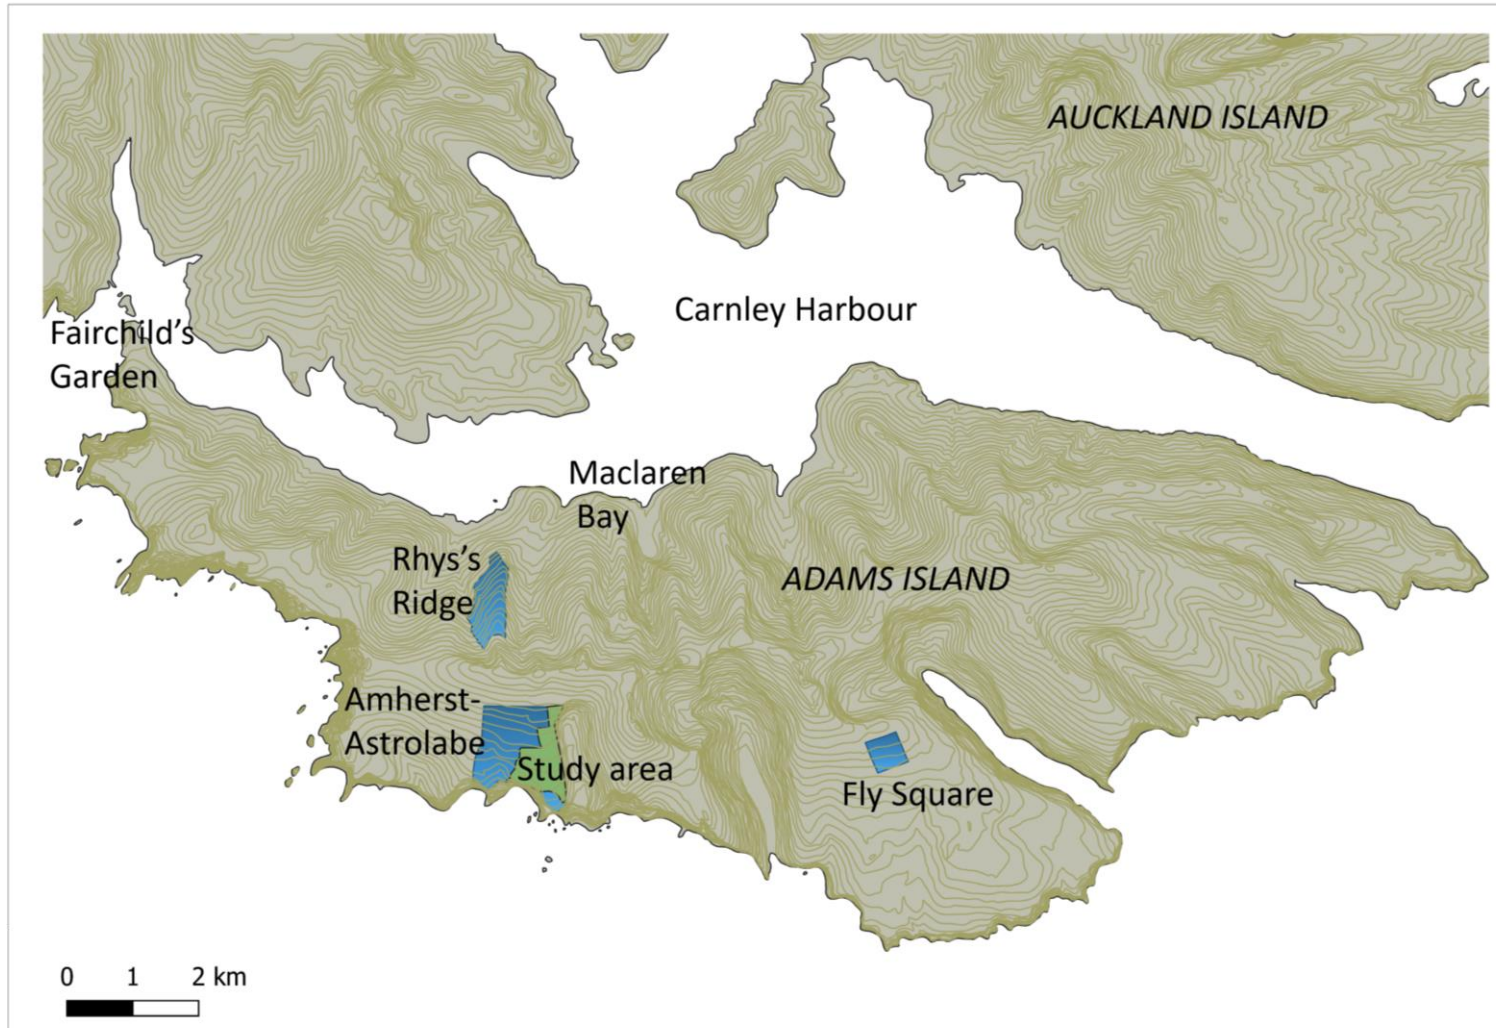 AUCKLAND ISLAND
Carnley Harbour
Fairchild's
Garden
Maclaren
Bay
Rhys's
Ridge
ADAMS ISLAND
Amherst-
Astrolabe
Study area
Fly Square
0 1 2 km